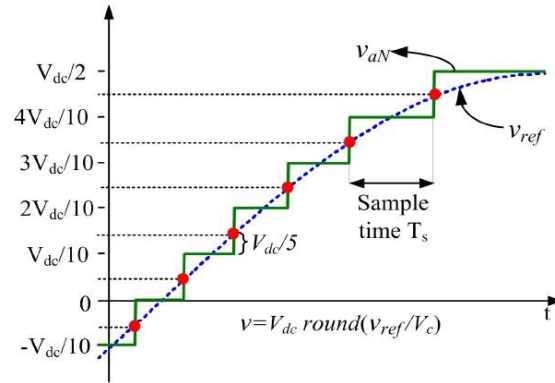 V_dc/2
4V_dc/10
3V_dc/10
2V_dc/10
V_dc/10
0
-V_dc/10
v_aN
v_ref
Sample
time T_s
V_dc/5
t
v=V_dc round(v_ref/V_c)